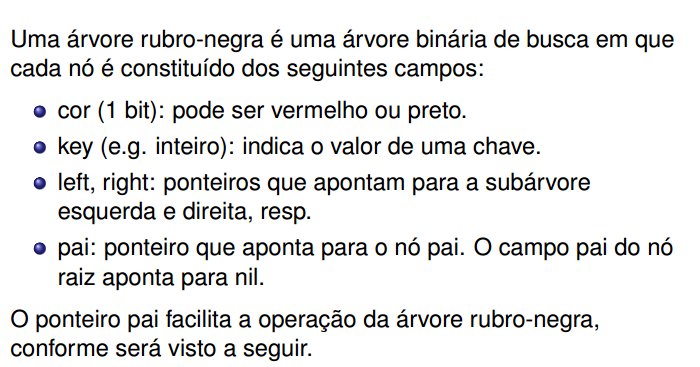 Uma árvore rubro-negra é uma árvore binária de busca em que
cada nó é constituído dos seguintes campos:
cor (1 bit): pode ser vermelho ou preto.
key (e.g. inteiro): indica o valor de uma chave.
left, right: ponteiros que apontam para a subárvore
esquerda e direita, resp.
pai: ponteiro que aponta para o nó pai. O campo pai do nó
raiz aponta para nil.
O ponteiro pai facilita a operação da árvore rubro-negra,
conforme será visto a seguir.